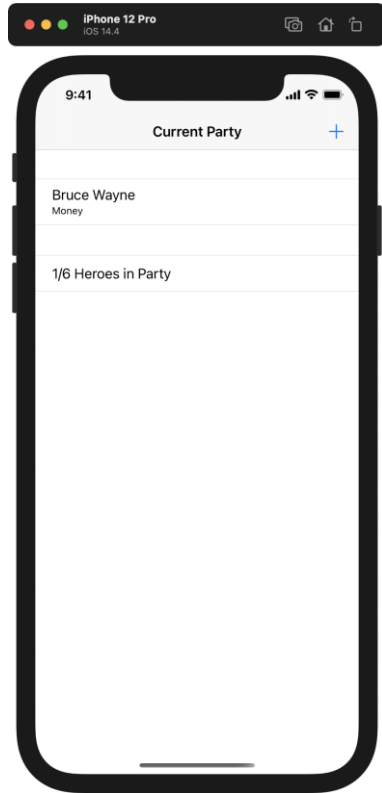 iPhone 12 Pro
iOS 14.4
9:41
Current Party
Bruce Wayne
Money
1/6 Heroes in Party